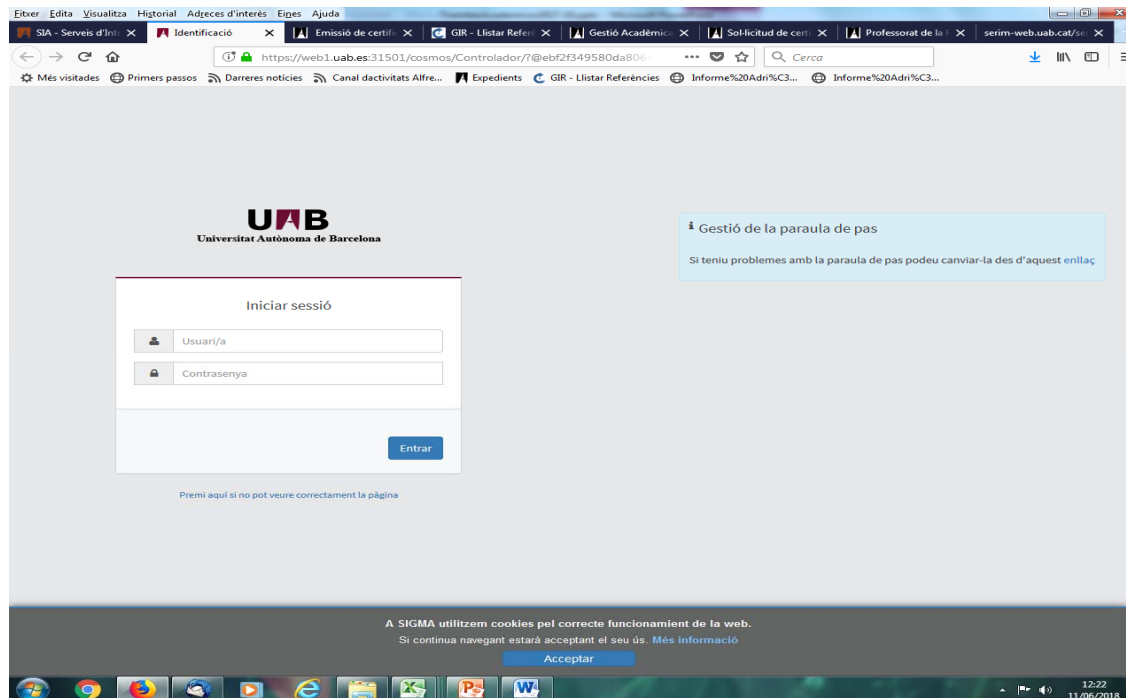 Fitxer Edita Visualitza Historial Adreces d'interès Eines Ajuda
SIA - Serveis d'Int Identificació Emissió de certific GIR - Llistar Refere Gestió Acadèmica Sol·licitud de certi Professorat de la F serim-web.uab.cat/se
https://web1.uab.es:31501/cosmos/Controlador/?@ebf2f349580da806 Cerca
Més visitades Primers passos Darreres notícies Canal dactivitats Alfre... Expedients GIR - Llistar Referències Informe%20Adri%C3... Informe%20Adri%C3...
UAB
Universitat Autònoma de Barcelona
Gestió de la paraula de pas
Si teniu problemes amb la paraula de pas podeu canviar-la des d'aquest enllaç
Iniciar sessió
Usuari/a
Contrasenya
Entrar
Premi aquí si no pot veure correctament la pàgina
A SIGMA utilitzem cookies pel correcte funcionament de la web.
Si continua navegant estarà acceptant el seu ús. Més informació
Acceptar
12:22
11/06/2018